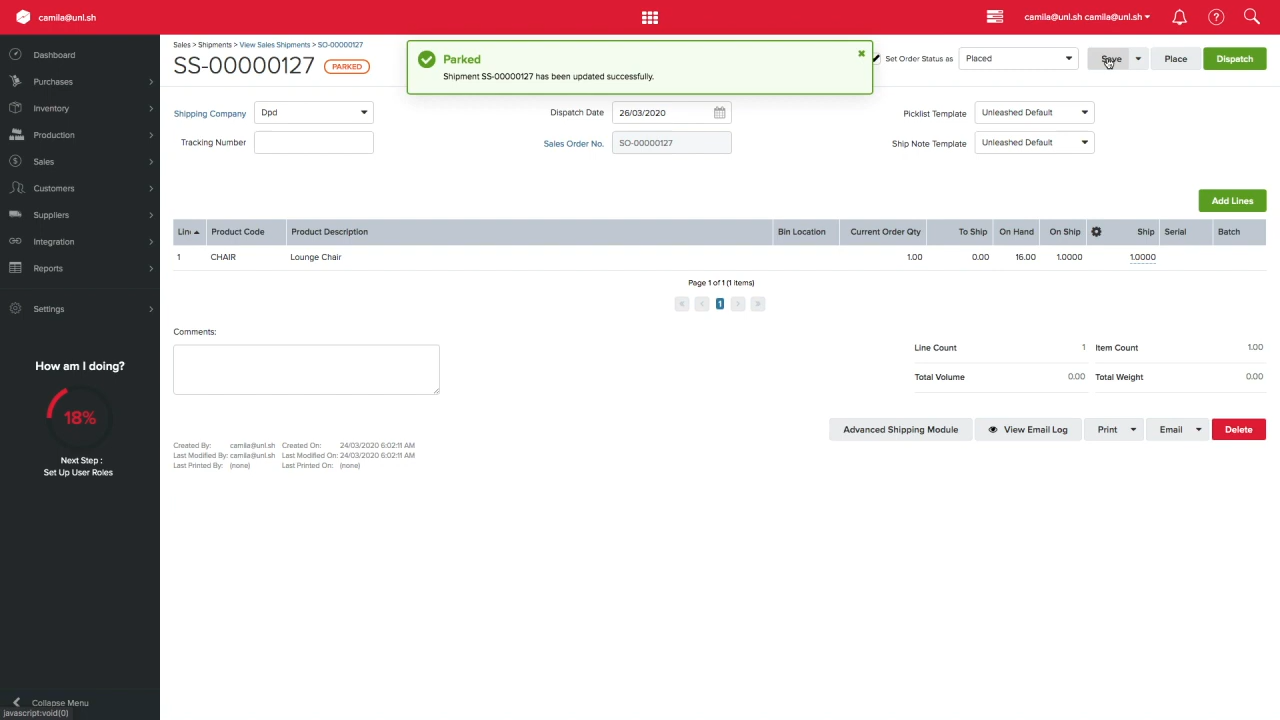 camila@unl.sh
camila@unl.sh camila@unl.sh
Dashboard
Purchases
Inventory
Production
Sales
Customers
Suppliers
Integration
Reports
Settings
How am I doing?
18%
Next Step :
Set Up User Roles
Collapse Menu
javascript:void(0)
Sales > Shipments > View Sales Shipments > SO-00000127
SS-00000127 PARKED
Parked
Shipment SS-00000127 has been updated successfully.
Set Order Status as Placed
Save Place Dispatch
Shipping Company Dpd
Dispatch Date 26/03/2020
Picklist Template Unleashed Default
Tracking Number
Sales Order No. SO-00000127
Ship Note Template Unleashed Default
Add Lines
Line Product Code Product Description Bin Location Current Order Qty To Ship On Hand On Ship Ship Serial Batch
1 CHAIR Lounge Chair 1.00 0.00 16.00 1.0000 1.0000
Page 1 of 1 (1 items)
« < 1 > »
Comments:
Line Count 1 Item Count 1.00
Total Volume 0.00 Total Weight 0.00
Advanced Shipping Module View Email Log Print Email Delete
Created By: camila@unl.sh Created On: 24/03/2020 6:02:11 AM
Last Modified By: camila@unl.sh Last Modified On: 24/03/2020 6:02:11 AM
Last Printed By: (none) Last Printed On: (none)